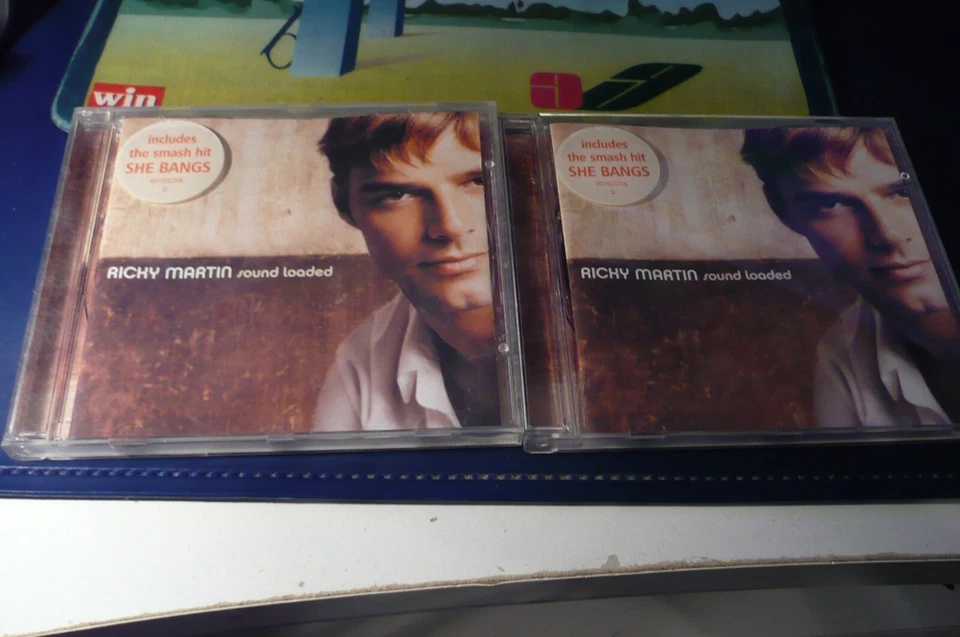 win
includes
the smash hit
SHE BANGS
RICKY MARTIN sound loaded
includes
the smash hit
SHE BANGS
RICKY MARTIN sound loaded